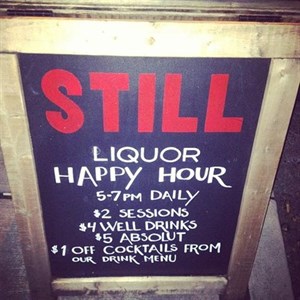 STILL
LIQUOR
HAPPY HOUR
5-7PM DAILY
$2 SESSIONS
$4 WELL DRINKS
$5 ABSOLUT
$1 OFF COCKTAILS FROM
OUR DRINK MENU